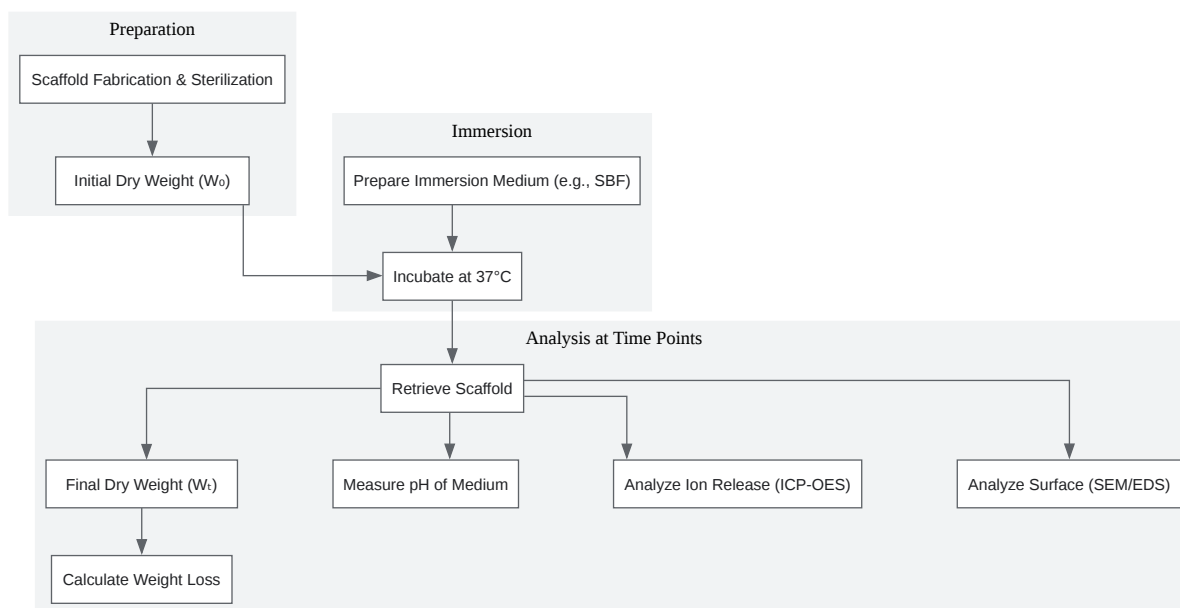 Preparation
Scaffold Fabrication & Sterilization
Initial Dry Weight (W₀)
Immersion
Prepare Immersion Medium (e.g., SBF)
Incubate at 37°C
Analysis at Time Points
Retrieve Scaffold
Final Dry Weight (Wₜ)
Measure pH of Medium
Analyze Ion Release (ICP-OES)
Analyze Surface (SEM/EDS)
Calculate Weight Loss